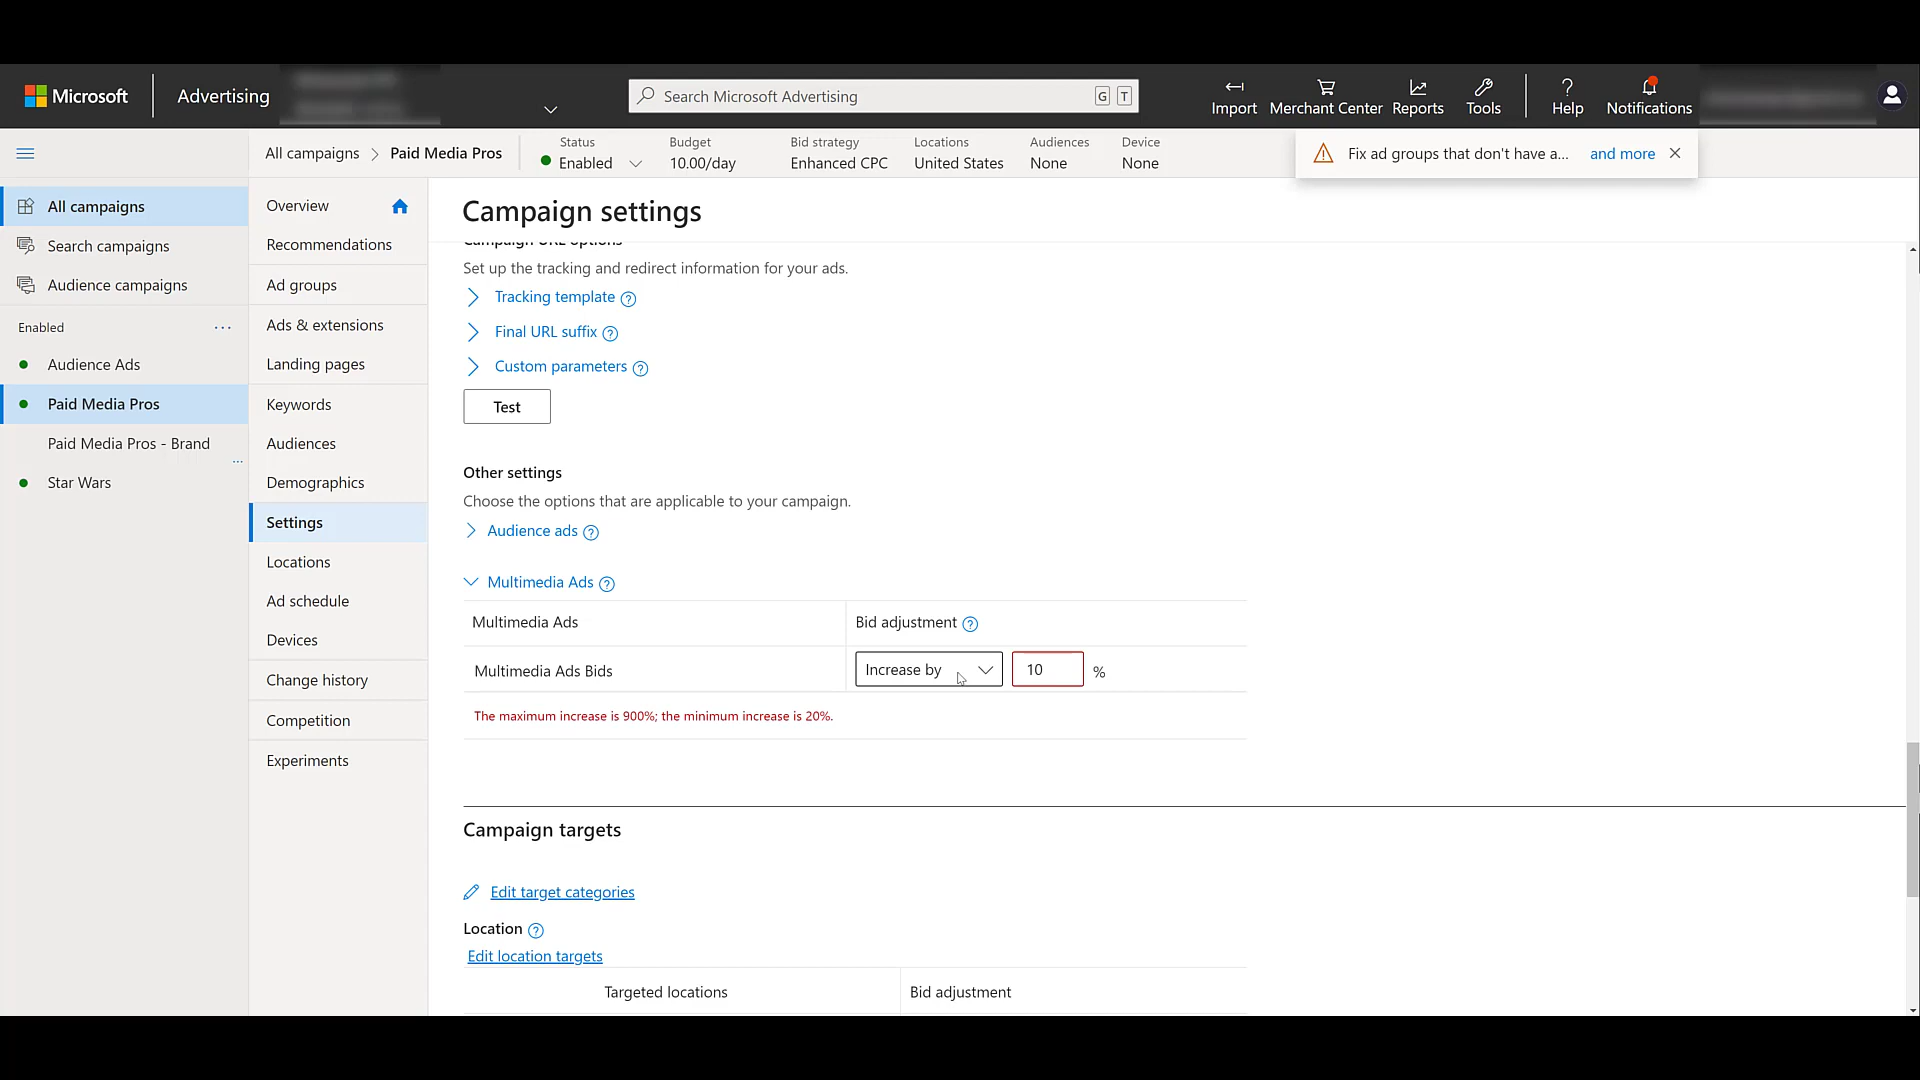 Microsoft
Advertising
Search Microsoft Advertising
G T
Import
Merchant Center
Reports
Tools
Help
Notifications
All campaigns
Paid Media Pros
Status
Enabled
Budget
10.00/day
Bid strategy
Enhanced CPC
Locations
United States
Audiences
None
Device
None
Fix ad groups that don't have a... and more
All campaigns
Search campaigns
Audience campaigns
Enabled
Audience Ads
Paid Media Pros
Paid Media Pros - Brand
Star Wars
Overview
Recommendations
Ad groups
Ads & extensions
Landing pages
Keywords
Audiences
Demographics
Settings
Locations
Ad schedule
Devices
Change history
Competition
Experiments
Campaign settings
Campaign URL options
Set up the tracking and redirect information for your ads.
Tracking template
Final URL suffix
Custom parameters
Test
Other settings
Choose the options that are applicable to your campaign.
Audience ads
Multimedia Ads
Multimedia Ads
Bid adjustment
Multimedia Ads Bids
Increase by
10 %
The maximum increase is 900%; the minimum increase is 20%.
Campaign targets
Edit target categories
Location
Edit location targets
Targeted locations
Bid adjustment